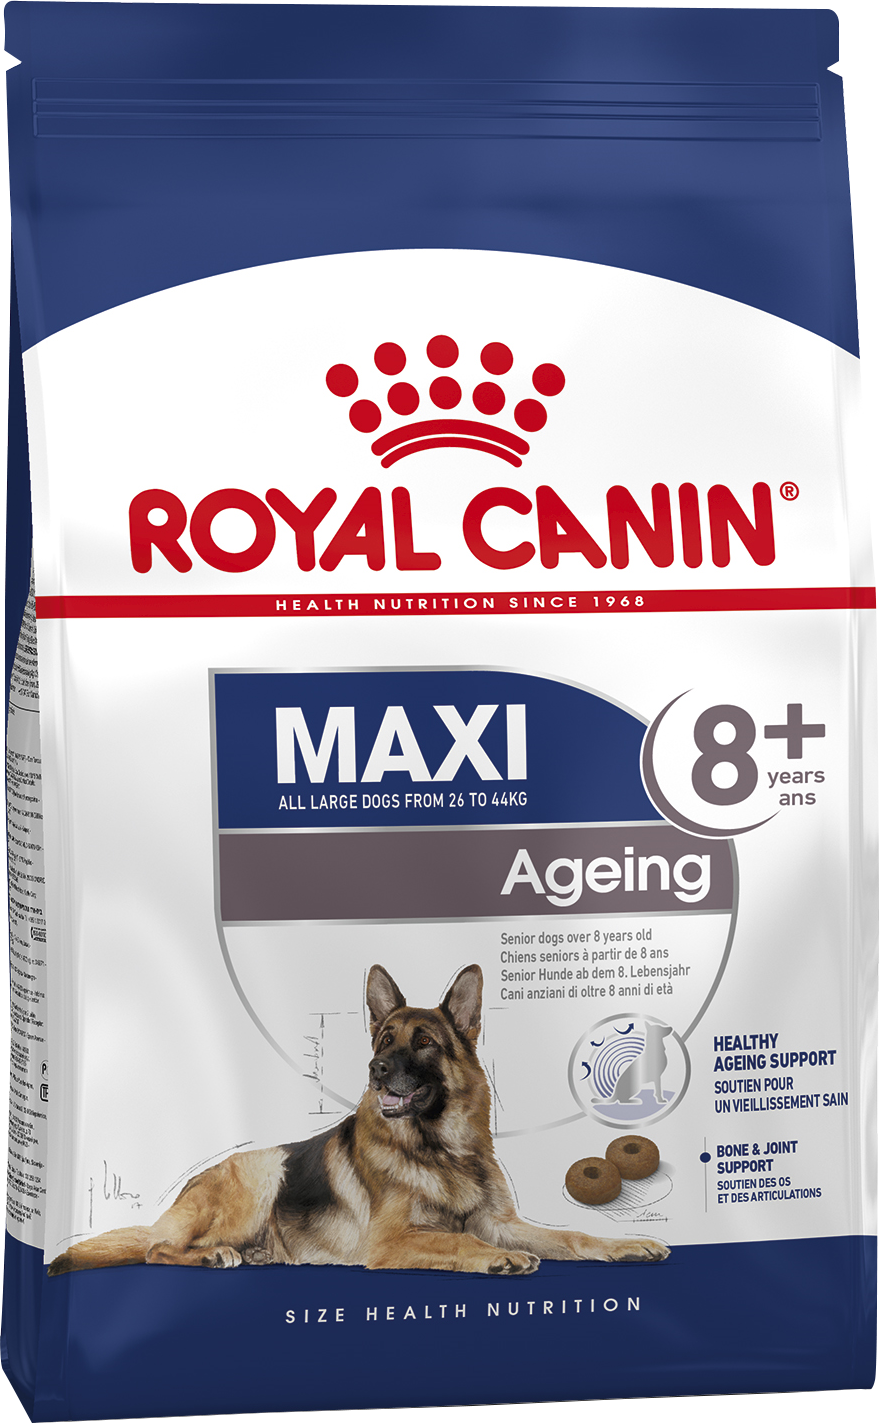 ROYAL CANIN®
HEALTH NUTRITION SINCE 1968
MAXI
ALL LARGE DOGS FROM 26 TO 44KG
8+
years
ans
Ageing
Senior dogs over 8 years old
Chiens seniors à partir de 8 ans
Senior Hunde ab dem 8. Lebensjahr
Cani anziani di oltre 8 anni di età
HEALTHY
AGEING SUPPORT
SOUTIEN POUR
UN VIEILLISSEMENT SAIN
BONE & JOINT
SUPPORT
SOUTIEN DES OS
ET DES ARTICULATIONS
1cm
SIZE HEALTH NUTRITION